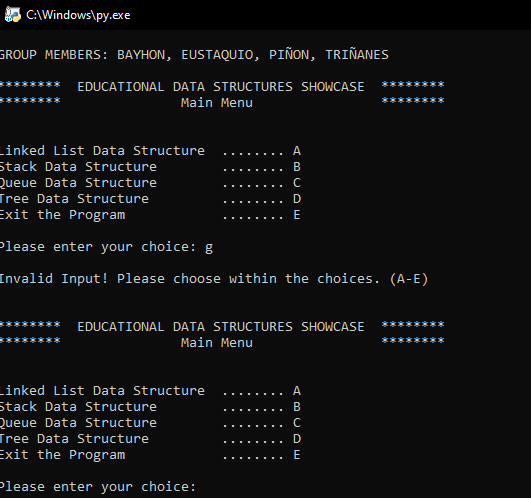 C:\Windows\py.exe
GROUP MEMBERS: BAYHON, EUSTAQUIO, PIÑON, TRIÑANES
******** EDUCATIONAL DATA STRUCTURES SHOWCASE ********
******** Main Menu ********
Linked List Data Structure ........ A
Stack Data Structure ........ B
Queue Data Structure ........ C
Tree Data Structure ........ D
Exit the Program ........ E
Please enter your choice: g
Invalid Input! Please choose within the choices. (A-E)
******** EDUCATIONAL DATA STRUCTURES SHOWCASE ********
******** Main Menu ********
Linked List Data Structure ........ A
Stack Data Structure ........ B
Queue Data Structure ........ C
Tree Data Structure ........ D
Exit the Program ........ E
Please enter your choice: